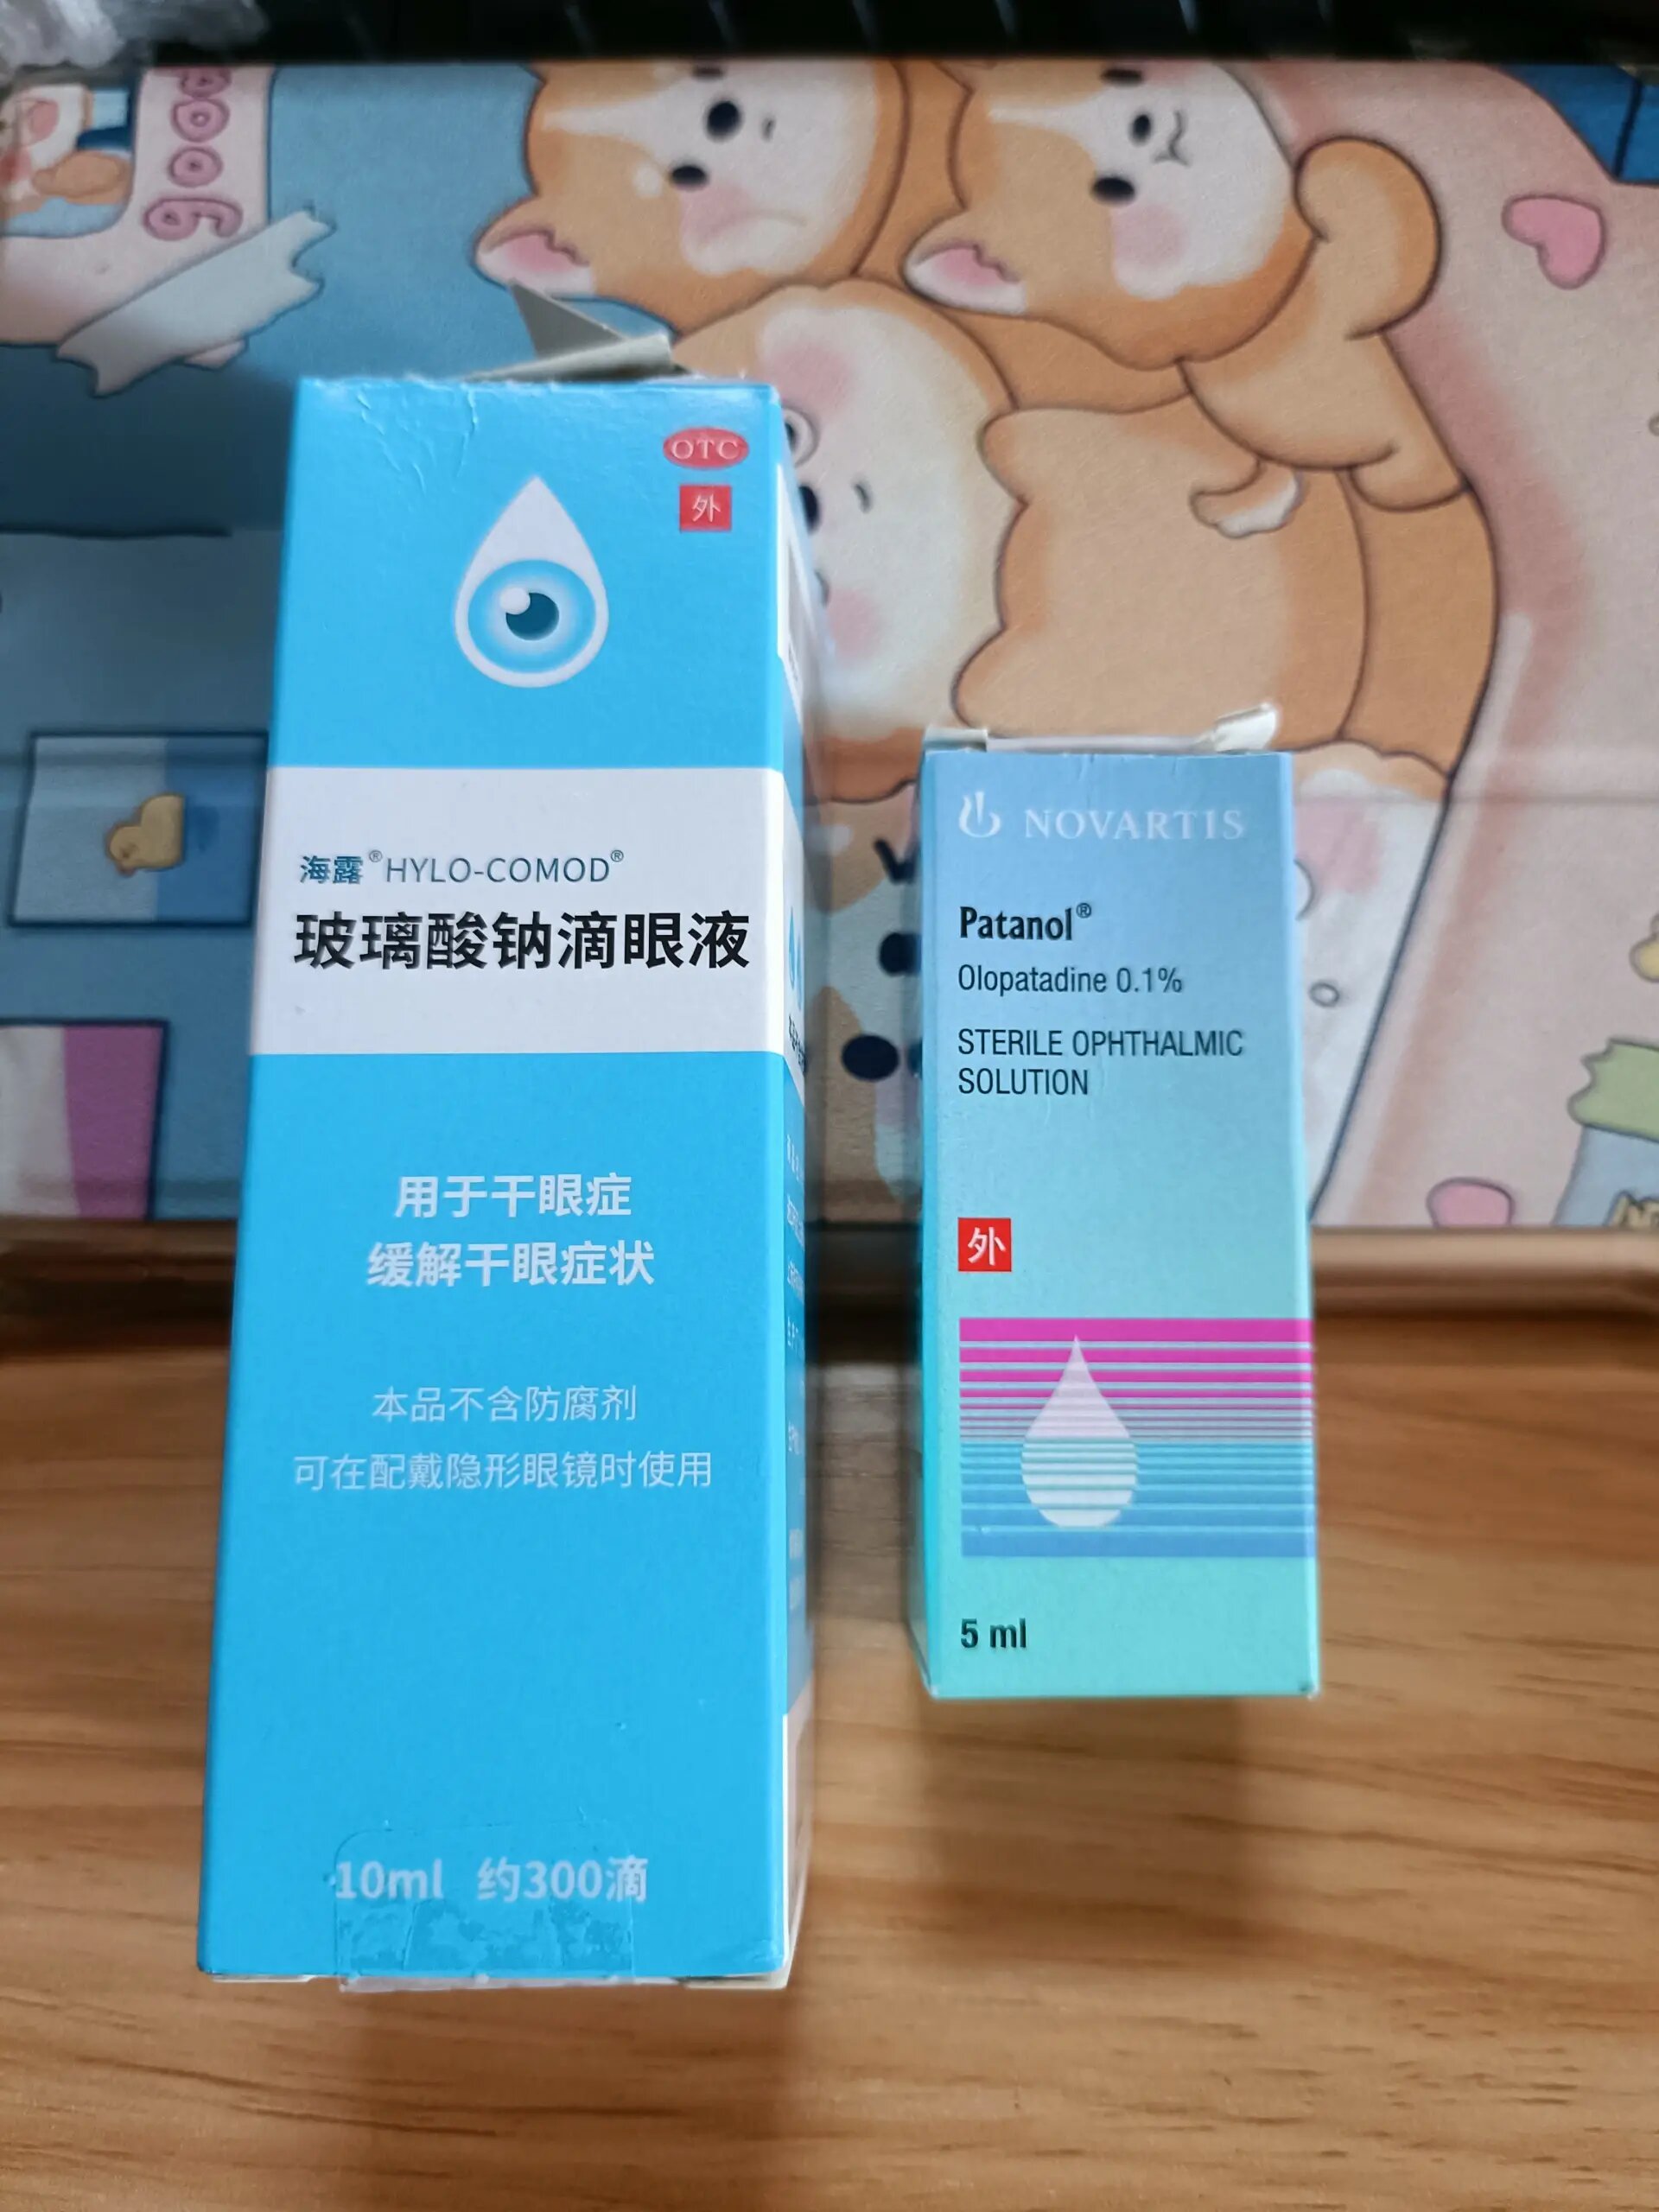 OTC
外
海露®HYLO-COMOD®
玻璃酸钠滴眼液
用于干眼症
缓解干眼症状
本品不含防腐剂
可在配戴隐形眼镜时使用
10ml 约300滴
NOVARTIS
Patanol®
Olopatadine 0.1%
STERILE OPHTHALMIC
SOLUTION
外
5 ml